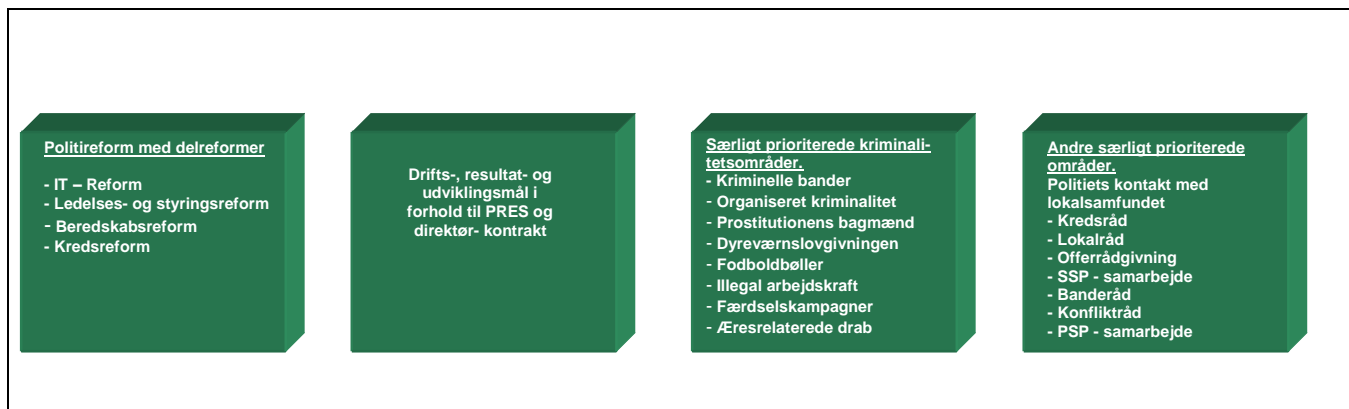 Politireform med delreformer
- IT – Reform
- Ledelses- og styringsreform
- Beredskabsreform
- Kredsreform
Drifts-, resultat- og
udviklingsmål i
forhold til PRES og
direktør- kontrakt
Særligt prioriterede kriminali-
tetsområder.
- Kriminelle bander
- Organiseret kriminalitet
- Prostitutionens bagmænd
- Dyreværnslovgivningen
- Fodboldbøller
- Illegal arbejdskraft
- Færdselskampagner
- Æresrelaterede drab
Andre særligt prioriterede
områder.
Politiets kontakt med
lokalsamfundet
- Kredsråd
- Lokalråd
- Offerrådgivning
- SSP - samarbejde
- Banderåd
- Konfliktråd
- PSP - samarbejde